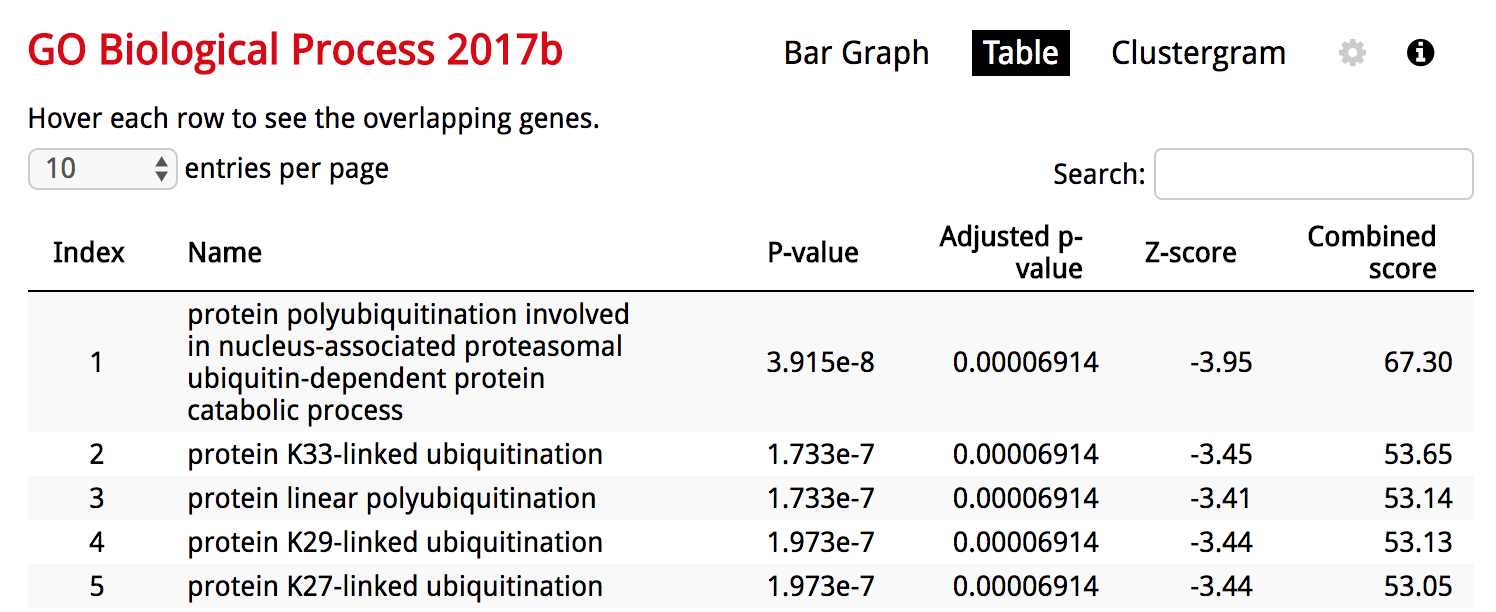 GO Biological Process 2017b
Bar Graph Table Clustergram
Hover each row to see the overlapping genes.
10 entries per page
Search:
Index Name P-value Adjusted p-value Z-score Combined score
1 protein polyubiquitination involved in nucleus-associated proteasomal ubiquitin-dependent protein catabolic process 3.915e-8 0.00006914 -3.95 67.30
2 protein K33-linked ubiquitination 1.733e-7 0.00006914 -3.45 53.65
3 protein linear polyubiquitination 1.733e-7 0.00006914 -3.41 53.14
4 protein K29-linked ubiquitination 1.973e-7 0.00006914 -3.44 53.13
5 protein K27-linked ubiquitination 1.973e-7 0.00006914 -3.44 53.05